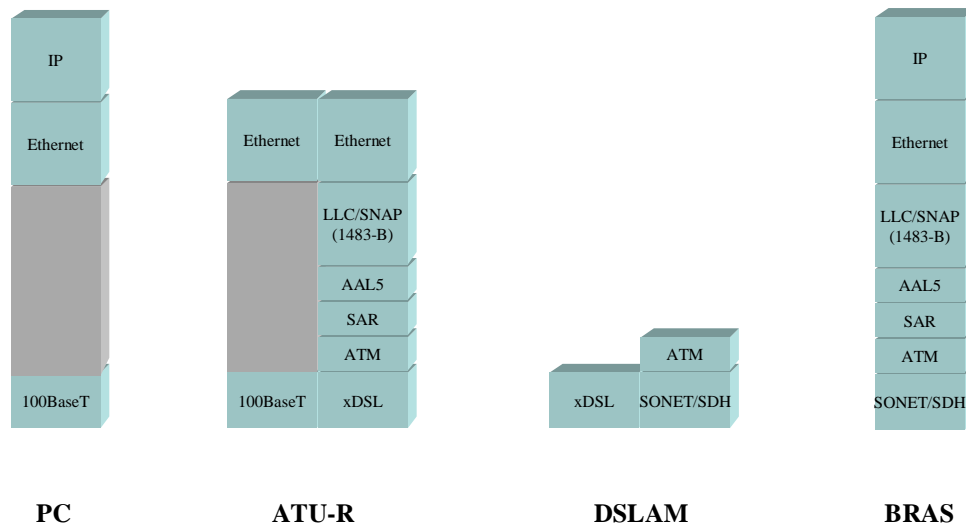 IP
Ethernet
100BaseT
PC
Ethernet
100BaseT
Ethernet
LLC/SNAP
(1483-B)
AAL5
SAR
ATM
xDSL
ATU-R
xDSL
ATM
SONET/SDH
DSLAM
IP
Ethernet
LLC/SNAP
(1483-B)
AAL5
SAR
ATM
SONET/SDH
BRAS